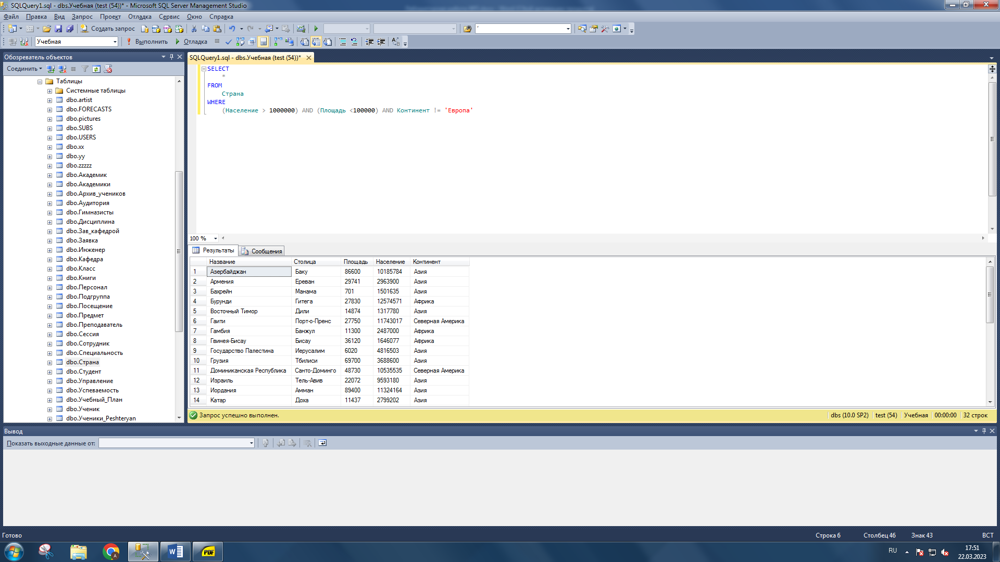 SQLQuery1.sql - dbs.Учебная (test (54))* - Microsoft SQL Server Management Studio
Файл Правка Вид Запрос Проект Отладка Сервис Окно Справка
Создать запрос
Учебная Выполнить Отладка
Обозреватель объектов
Соединить
Таблицы
Системные таблицы
dbo.artist
dbo.FORECASTS
dbo.pictures
dbo.SUBS
dbo.USERS
dbo.xx
dbo.yy
dbo.zzzzz
dbo.Академик
dbo.Академики
dbo.Архив_учеников
dbo.Аудитория
dbo.Гимназисты
dbo.Дисциплина
dbo.Зав_кафедрой
dbo.Заявка
dbo.Инженер
dbo.Кафедра
dbo.Класс
dbo.Книги
dbo.Персонал
dbo.Подгруппа
dbo.Посещение
dbo.Предмет
dbo.Преподаватель
dbo.Сессия
dbo.Сотрудник
dbo.Специальность
dbo.Страна
dbo.Студент
dbo.Управление
dbo.Успеваемость
dbo.Учебный_План
dbo.Ученик
dbo.Ученики_Peshteryan
SQLQuery1.sql - dbs.Учебная (test (54))*
SELECT
*
FROM
Страна
WHERE
(Население > 1000000) AND (Площадь <100000) AND Континент != 'Европа'
100 %
Результаты Сообщения
Название Столица Площадь Население Континент
1 Азербайджан Баку 86600 10185784 Азия
2 Армения Ереван 29741 2963900 Азия
3 Бахрейн Манама 701 1501635 Азия
4 Бурунди Гитега 27830 12574571 Африка
5 Восточный Тимор Дили 14874 1317780 Азия
6 Гаити Порт-о-Пренс 27750 11743017 Северная Америка
7 Гамбия Банжул 11300 2487000 Африка
8 Гвинея-Бисау Бисау 36120 1646077 Африка
9 Государство Палестина Иерусалим 6020 4816503 Азия
10 Грузия Тбилиси 69700 3688600 Азия
11 Доминиканская Республика Санто-Доминго 48730 10535535 Северная Америка
12 Израиль Тель-Авив 22072 9593180 Азия
13 Иордания Амман 89400 11324164 Азия
14 Катар Доха 11437 2799202 Азия
Запрос успешно выполнен. dbs (10.0 SP2) test (54) Учебная 00:00:00 32 строк
Вывод
Показать выходные данные от:
Готово Строка 6 Столбец 46 Знак 43 ВСТ
RU 17:51
22.03.2023